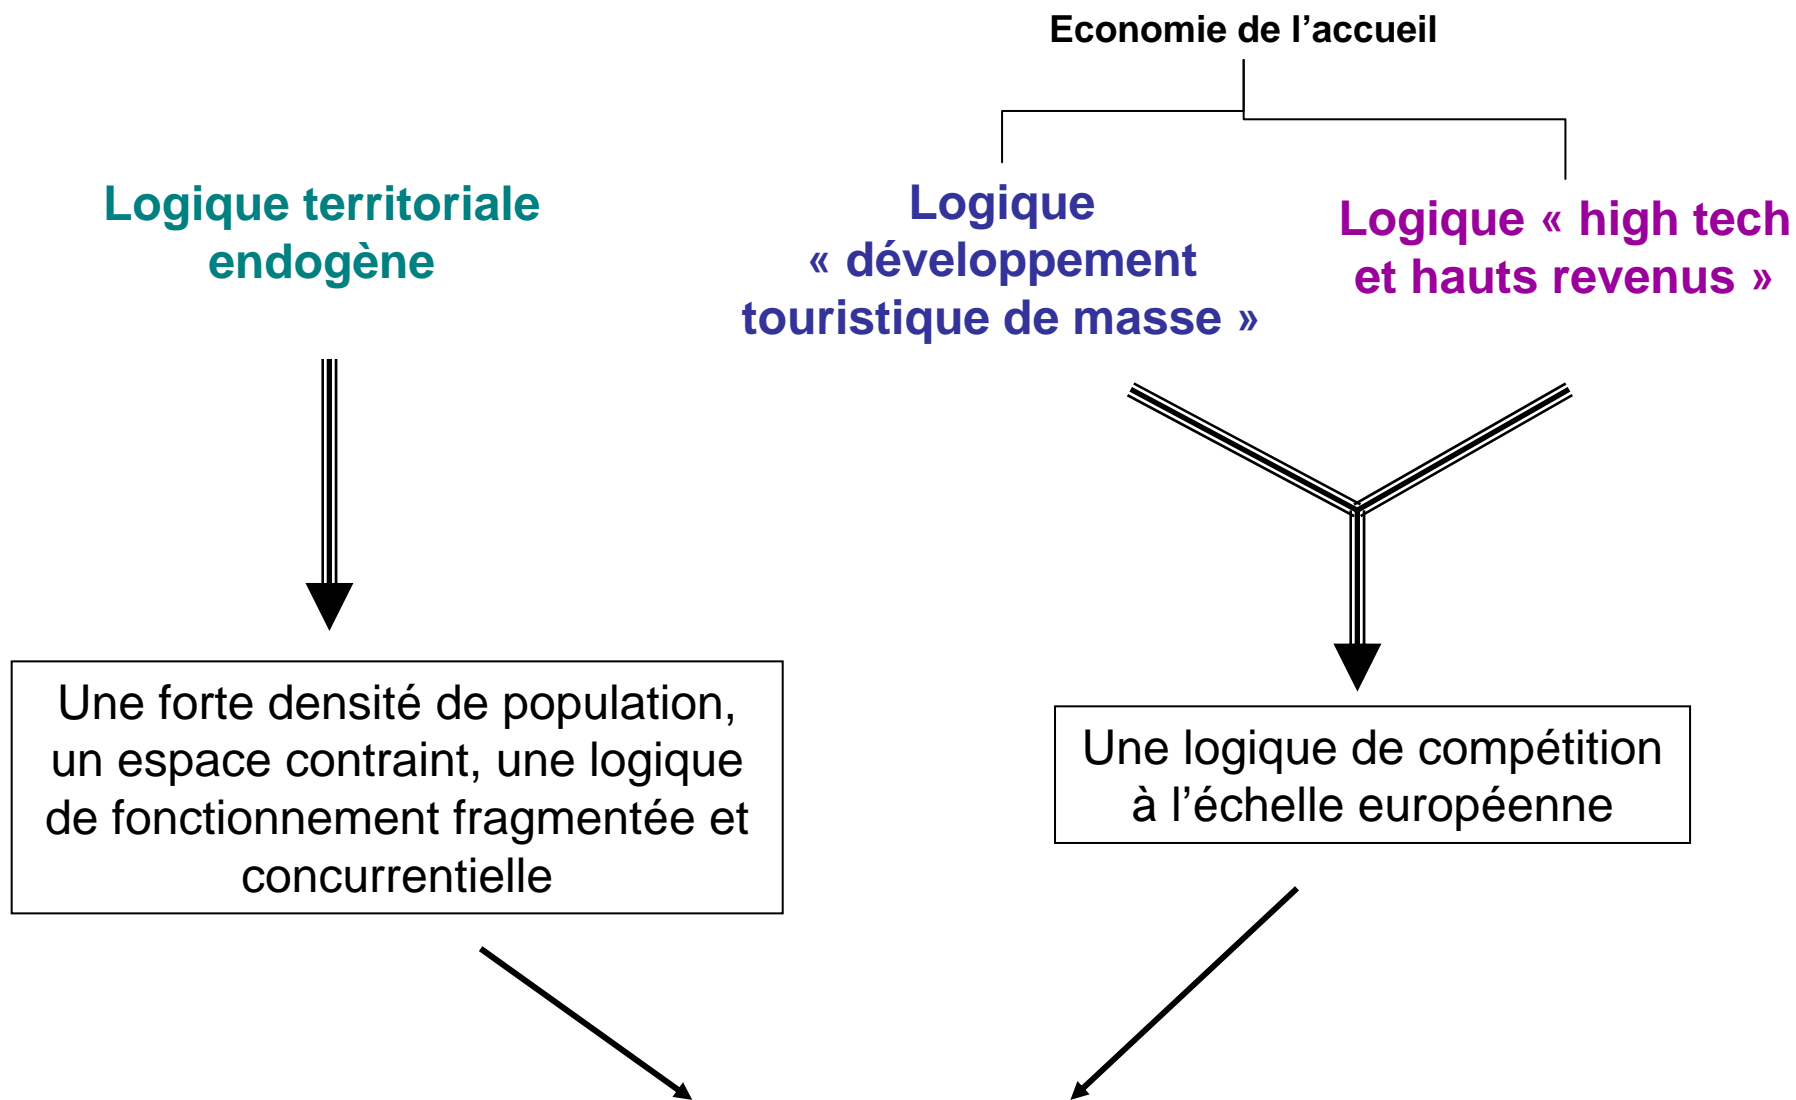 Economie de l’accueil
Logique territoriale
endogène
Logique
« développement
touristique de masse »
Logique « high tech
et hauts revenus »
Une forte densité de population,
un espace contraint, une logique
de fonctionnement fragmentée et
concurrentielle
Une logique de compétition
à l’échelle européenne